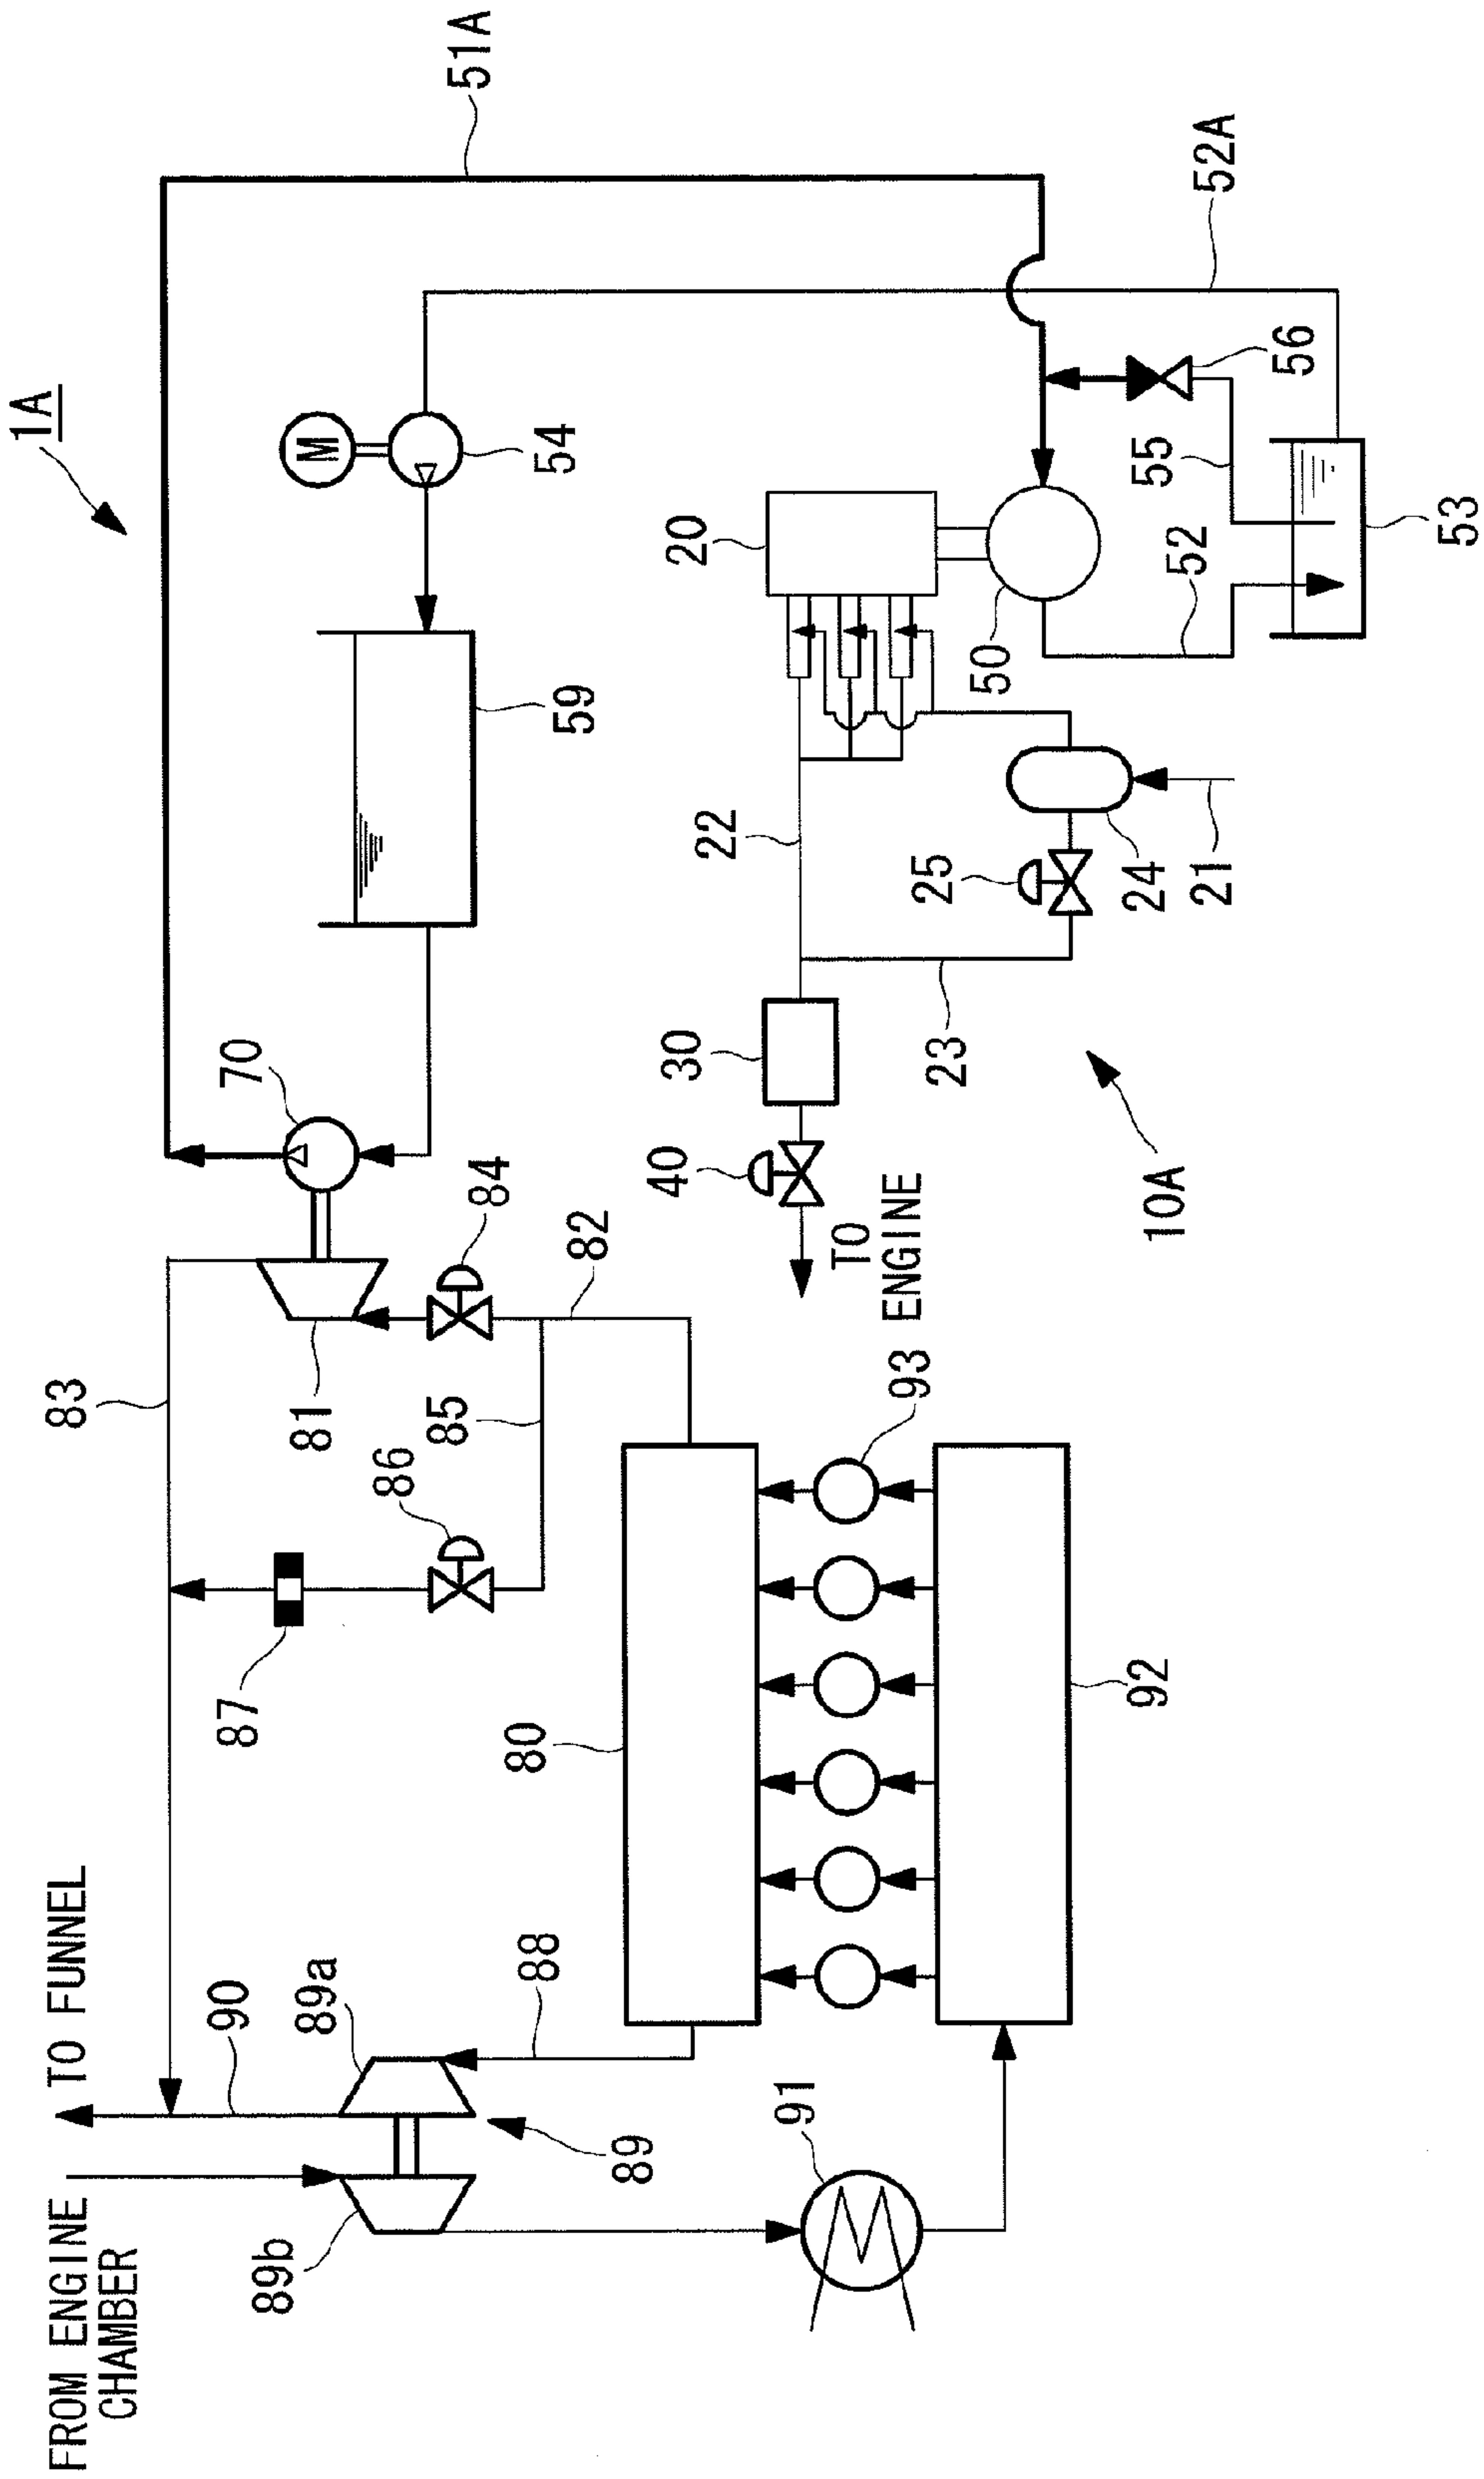 1A
51A
52A
M
54
56
55
53
20
52
50
59
22
25
24
21
30
23
70
40
TO
ENGINE
10A
84
82
83
81
85
86
93
87
80
92
TO FUNNEL
90
89a
88
89
91
89b
FROM ENGINE
CHAMBER